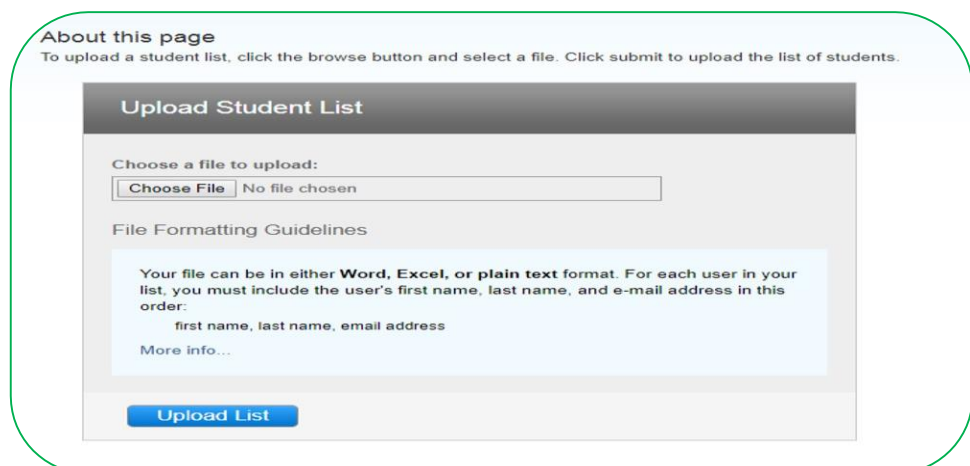 About this page
To upload a student list, click the browse button and select a file. Click submit to upload the list of students.
Upload Student List
Choose a file to upload:
Choose File No file chosen
File Formatting Guidelines
Your file can be in either Word, Excel, or plain text format. For each user in your
list, you must include the user's first name, last name, and e-mail address in this
order:
first name, last name, email address
More info...
Upload List